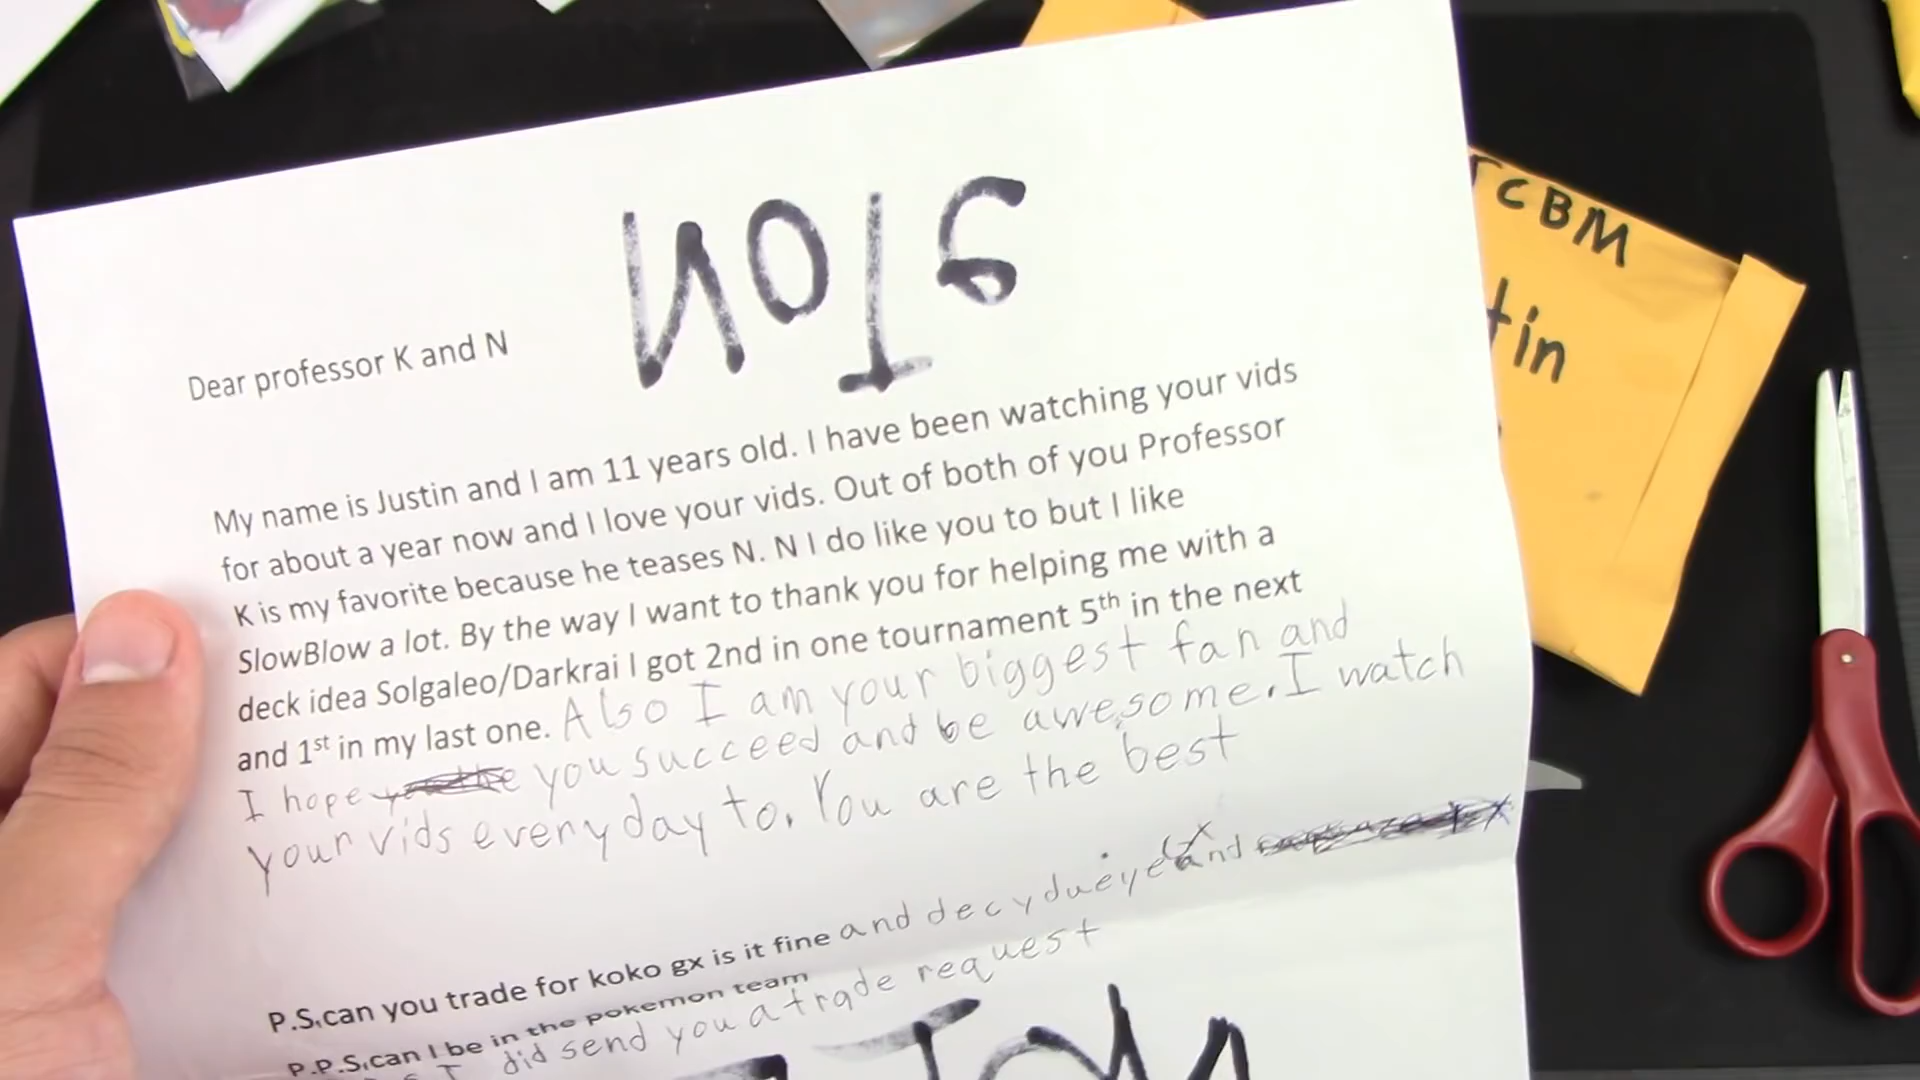 Dear professor K and N
My name is Justin and I am 11 years old. I have been watching your vids
for about a year now and I love your vids. Out of both of you Professor
K is my favorite because he teases N. N I do like you to but I like
SlowBlow a lot. By the way I want to thank you for helping me with a
deck idea Solgaleo/Darkrai I got 2nd in one tournament 5th in the next
and 1st in my last one. Also I am your biggest fan and
I hope you succeed and be awesome. I watch
your vids everyday to. You are the best
P.S.can you trade for koko gx is it fine and decydueye Gx and
P.P.S.can I be in the pokemon team
I did send you a trade request
TCBM
tin